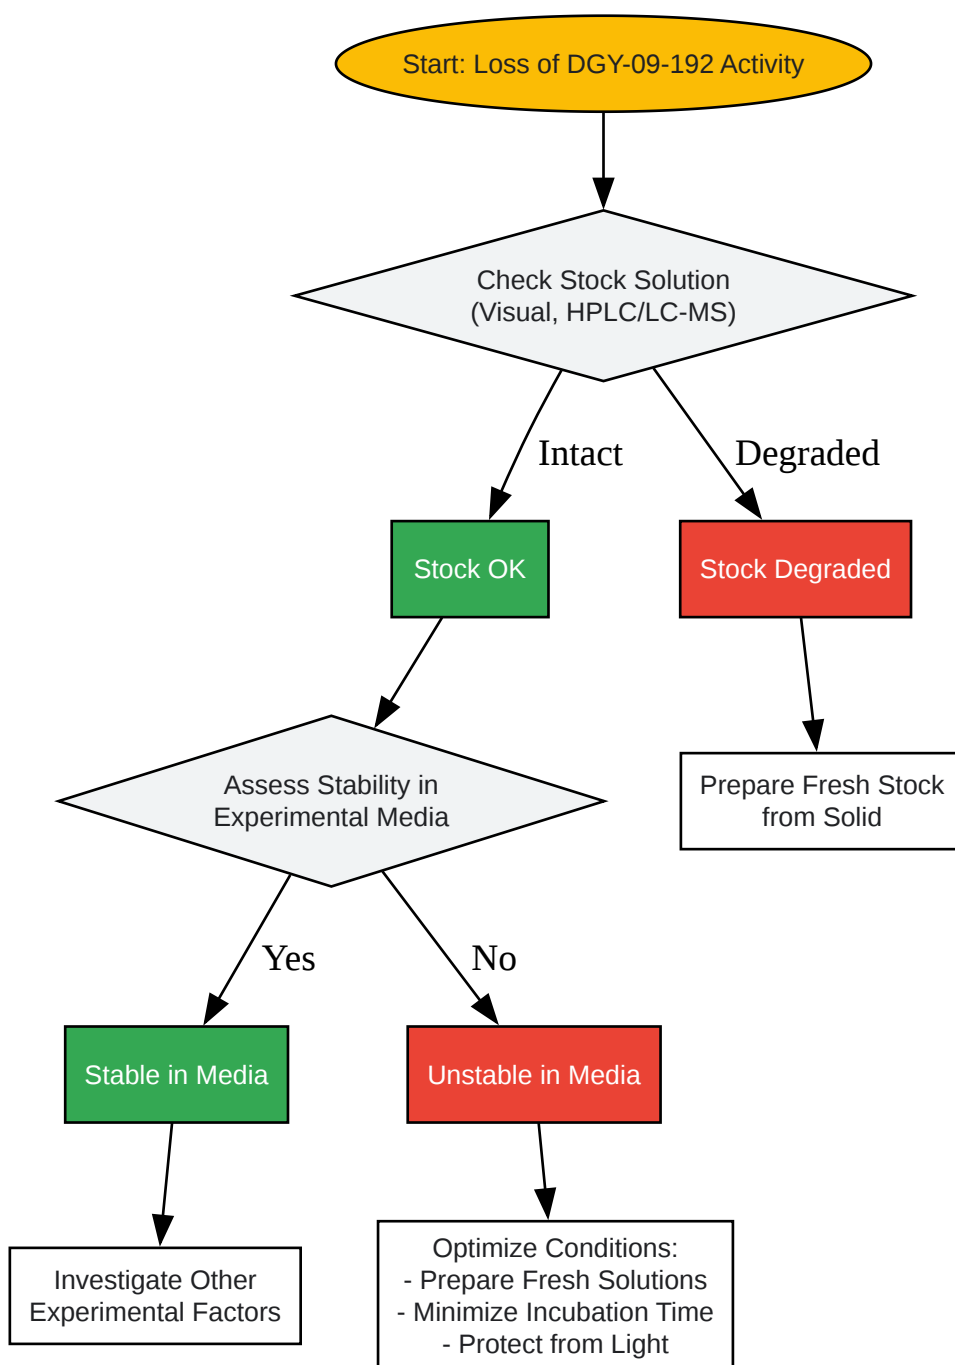 Start: Loss of DGY-09-192 Activity
Check Stock Solution
(Visual, HPLC/LC-MS)
Intact
Degraded
Stock OK
Stock Degraded
Assess Stability in
Experimental Media
Prepare Fresh Stock
from Solid
Yes
No
Stable in Media
Unstable in Media
Investigate Other
Experimental Factors
Optimize Conditions:
- Prepare Fresh Solutions
- Minimize Incubation Time
- Protect from Light